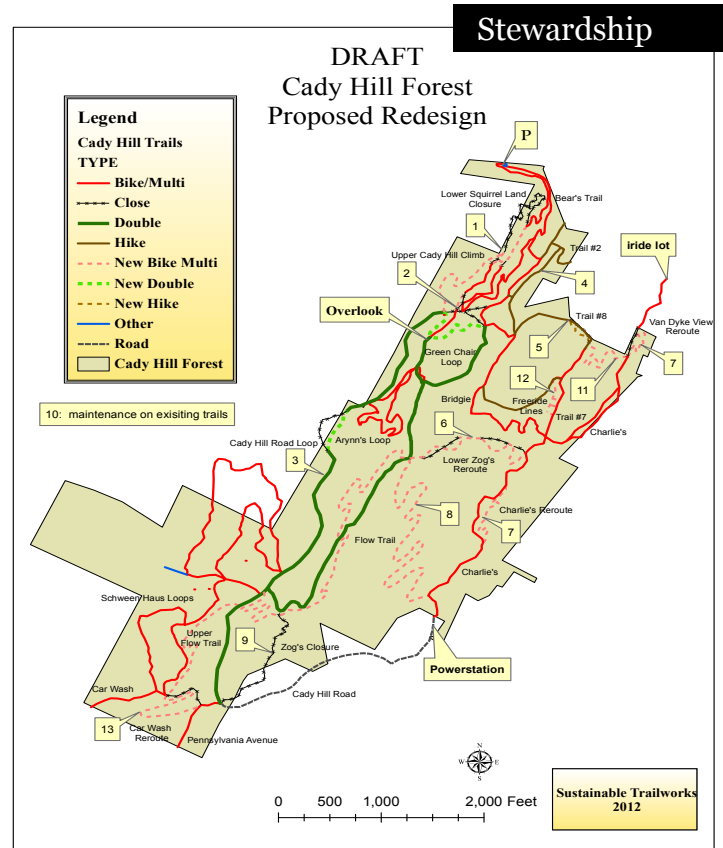 Stewardship
DRAFT
Cady Hill Forest
Proposed Redesign
Legend
Cady Hill Trails
TYPE
Bike/Multi
Close
Double
Hike
New Bike Multi
New Double
New Hike
Other
Road
Cady Hill Forest
10: maintenance on exisiting trails
P
Lower Squirrel Land
Closure
Bear's Trail
1
Trail #2
iride lot
Upper Cady Hill Climb
2
4
Overlook
Trail #8
Van Dyke View
Reroute
5
7
Green Chair
Loop
12
11
Bridgie
Freeride
Lines
Trail #7
6
Charlie's
Cady Hill Road Loop
Arynn's Loop
3
Lower Zog's
Reroute
8
Charlie's Reroute
7
Flow Trail
Charlie's
Schween Haus Loops
Upper
Flow Trail
9
Zog's Closure
Powerstation
Car Wash
Cady Hill Road
13
Car Wash
Reroute
Pennsylvania Avenue
N
W
E
S
0
500
1,000
2,000 Feet
Sustainable Trailworks
2012